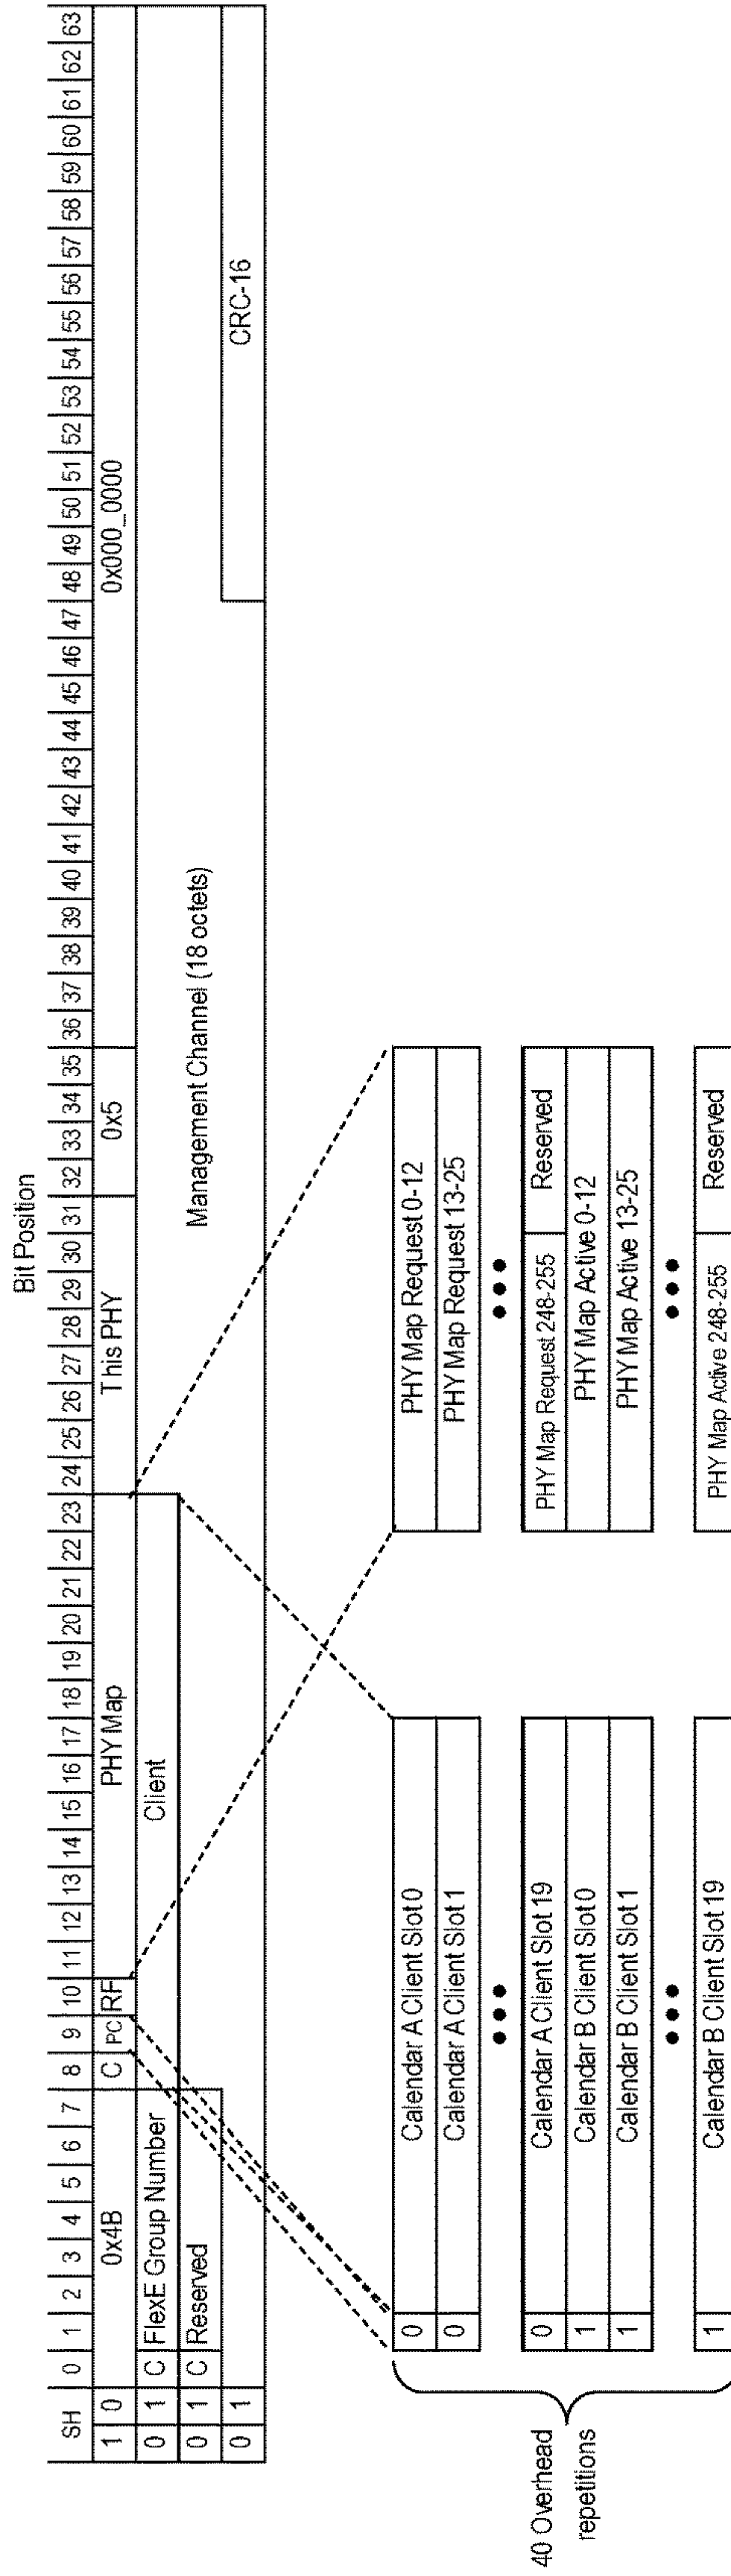 Bit Position
SH 0 1 2 3 4 5 6 7 8 9 10 11 12 13 14 15 16 17 18 19 20 21 22 23 24 25 26 27 28 29 30 31 32 33 34 35 36 37 38 39 40 41 42 43 44 45 46 47 48 49 50 51 52 53 54 55 56 57 58 59 60 61 62 63
1 0 0x4B C PC RF PHY Map This PHY 0x5 0x000_0000
0 1 C FlexE Group Number Client
0 1 C Reserved Management Channel (18 octets)
0 1 CRC-16
40 Overhead
repetitions
0 Calendar A Client Slot 0
0 Calendar A Client Slot 1
0 Calendar A Client Slot 19
1 Calendar B Client Slot 0
1 Calendar B Client Slot 1
1 Calendar B Client Slot 19
PHY Map Request 0-12
PHY Map Request 13-25
PHY Map Request 248-255 Reserved
PHY Map Active 0-12
PHY Map Active 13-25
PHY Map Active 248-255 Reserved